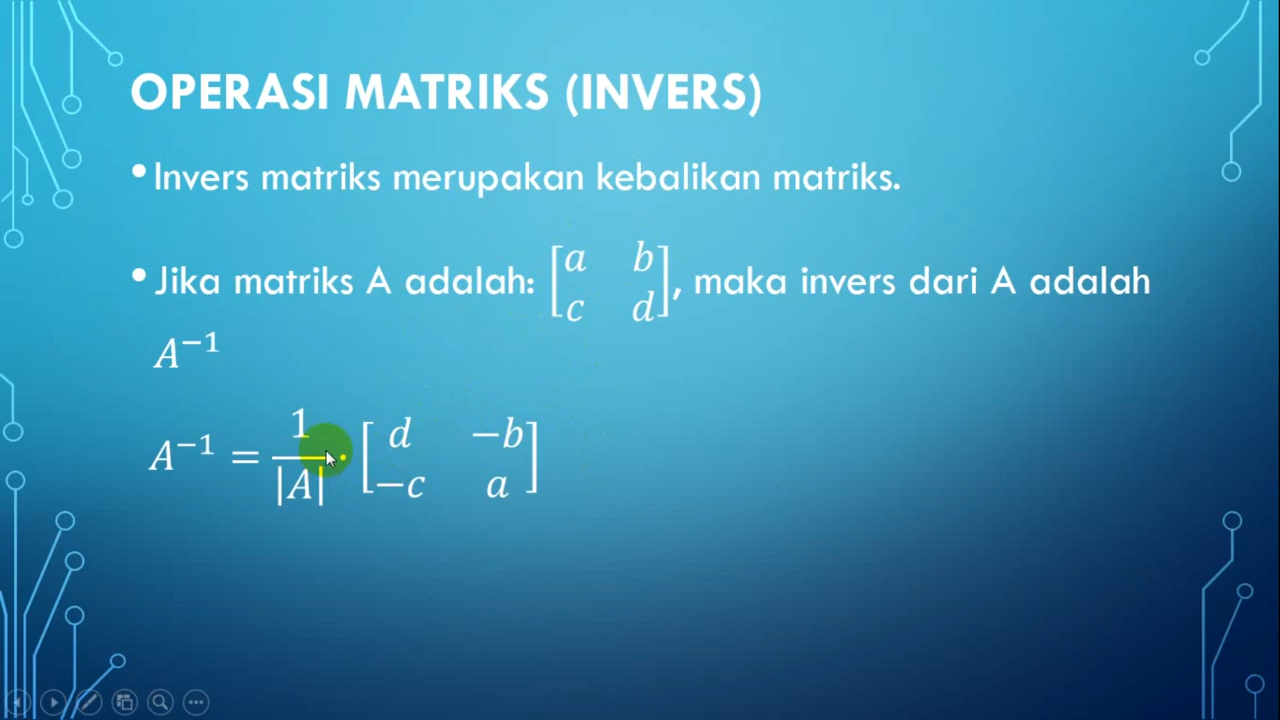 OPERASI MATRIKS (INVERS)
•Invers matriks merupakan kebalikan matriks.
•Jika matriks A adalah: [a b; c d], maka invers dari A adalah
A⁻¹
A⁻¹ = 1/|A| · [d −b; −c a]